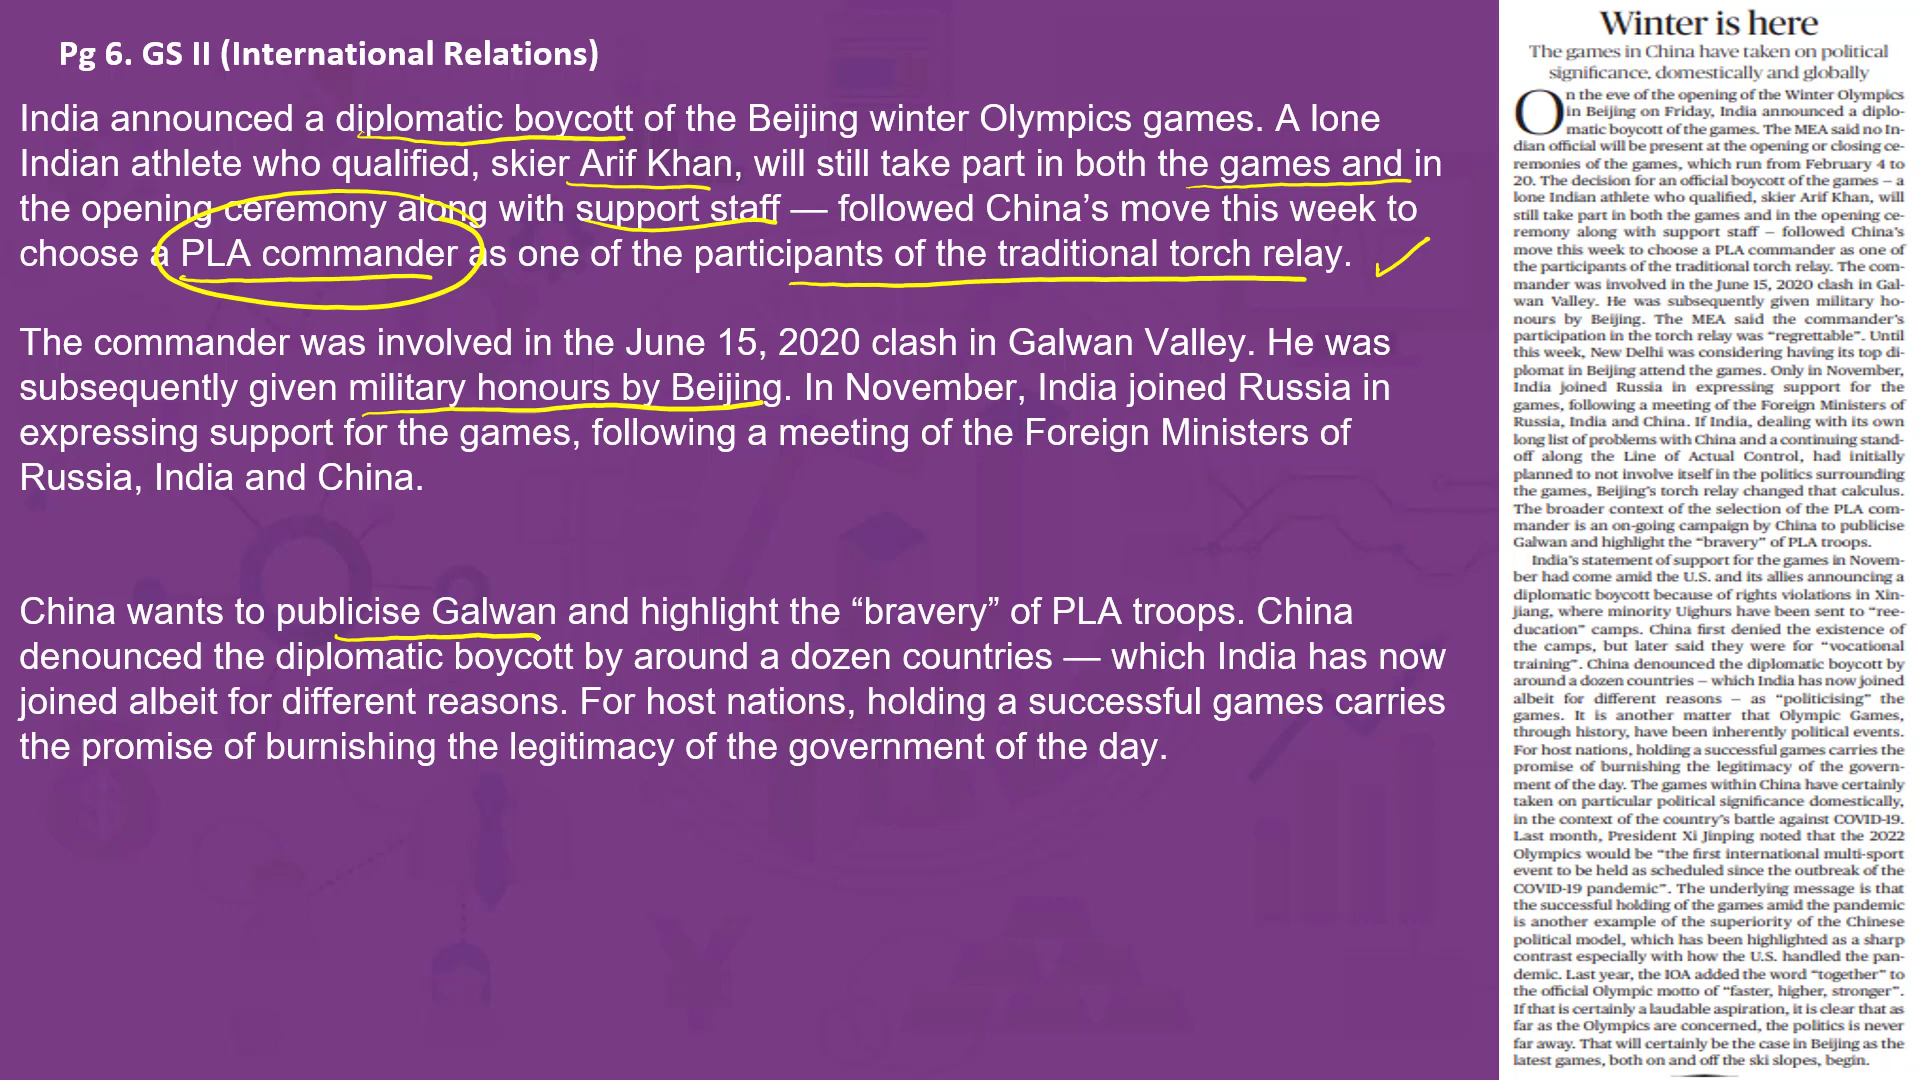 Pg 6. GS II (International Relations)
India announced a diplomatic boycott of the Beijing winter Olympics games. A lone
Indian athlete who qualified, skier Arif Khan, will still take part in both the games and in
the opening ceremony along with support staff — followed China’s move this week to
choose a PLA commander as one of the participants of the traditional torch relay.
The commander was involved in the June 15, 2020 clash in Galwan Valley. He was
subsequently given military honours by Beijing. In November, India joined Russia in
expressing support for the games, following a meeting of the Foreign Ministers of
Russia, India and China.
China wants to publicise Galwan and highlight the “bravery” of PLA troops. China
denounced the diplomatic boycott by around a dozen countries — which India has now
joined albeit for different reasons. For host nations, holding a successful games carries
the promise of burnishing the legitimacy of the government of the day.
Winter is here
The games in China have taken on political
significance, domestically and globally
On the eve of the opening of the Winter Olympics
in Beijing on Friday, India announced a diplo-
matic boycott of the games. The MEA said no In-
dian official will be present at the opening or closing ce-
remonies of the games, which run from February 4 to
20. The decision for an official boycott of the games – a
lone Indian athlete who qualified, skier Arif Khan, will
still take part in both the games and in the opening ce-
remony along with support staff – followed China’s
move this week to choose a PLA commander as one of
the participants of the traditional torch relay. The com-
mander was involved in the June 15, 2020 clash in Gal-
wan Valley. He was subsequently given military ho-
nours by Beijing. The MEA said the commander’s
participation in the torch relay was “regrettable”. Until
this week, New Delhi was considering having its top di-
plomat in Beijing attend the games. Only in November,
India joined Russia in expressing support for the
games, following a meeting of the Foreign Ministers of
Russia, India and China. If India, dealing with its own
long list of problems with China and a continuing stand-
off along the Line of Actual Control, had initially
planned to not involve itself in the politics surrounding
the games, Beijing’s torch relay changed that calculus.
The broader context of the selection of the PLA com-
mander is an on-going campaign by China to publicise
Galwan and highlight the “bravery” of PLA troops.
India’s statement of support for the games in Novem-
ber had come amid the U.S. and its allies announcing a
diplomatic boycott because of rights violations in Xin-
jiang, where minority Uighurs have been sent to “ree-
ducation” camps. China first denied the existence of
the camps, but later said they were for “vocational
training”. China denounced the diplomatic boycott by
around a dozen countries – which India has now joined
albeit for different reasons – as “politicising” the
games. It is another matter that Olympic Games,
through history, have been inherently political events.
For host nations, holding a successful games carries the
promise of burnishing the legitimacy of the govern-
ment of the day. The games within China have certainly
taken on particular political significance domestically,
in the context of the country’s battle against COVID-19.
Last month, President Xi Jinping noted that the 2022
Olympics would be “the first international multi-sport
event to be held as scheduled since the outbreak of the
COVID-19 pandemic”. The underlying message is that
the successful holding of the games amid the pandemic
is another example of the superiority of the Chinese
political model, which has been highlighted as a sharp
contrast especially with how the U.S. handled the pan-
demic. Last year, the IOA added the word “together” to
the official Olympic motto of “faster, higher, stronger”.
If that is certainly a laudable aspiration, it is clear that as
far as the Olympics are concerned, the politics is never
far away. That will certainly be the case in Beijing as the
latest games, both on and off the ski slopes, begin.